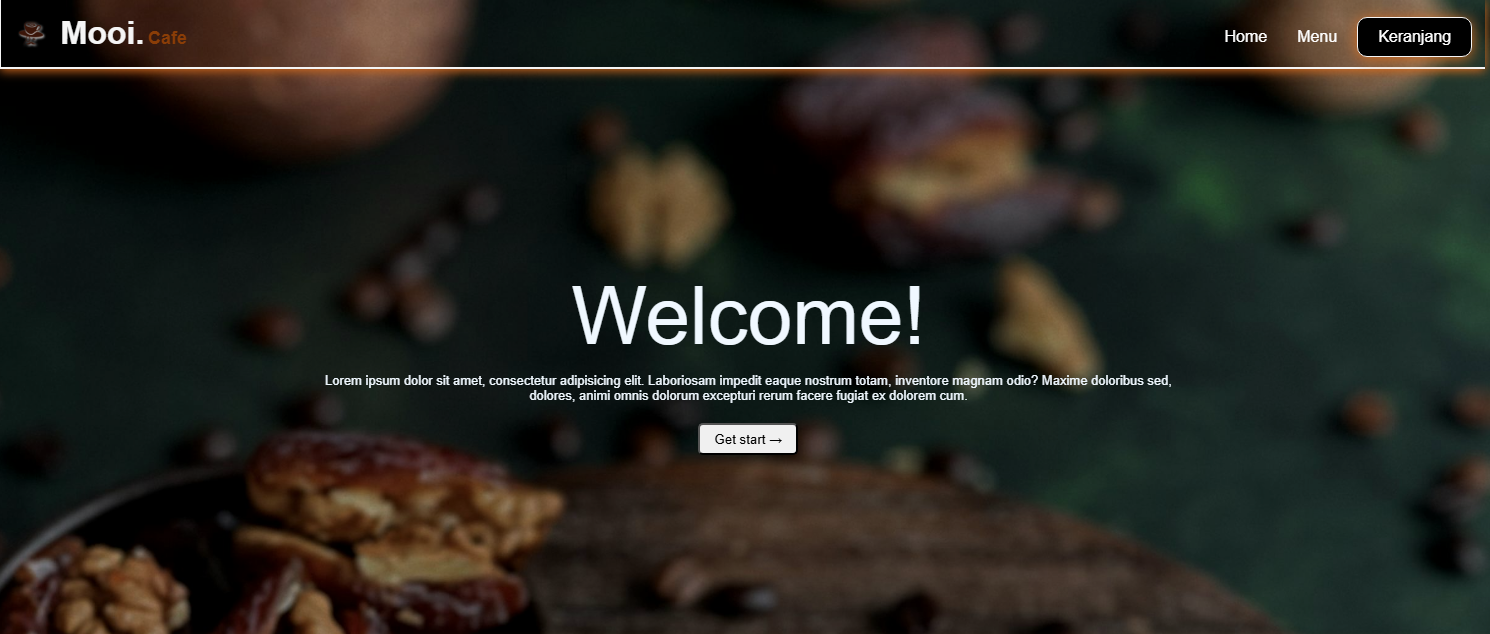 Mooi. Cafe
Home Menu Keranjang
Welcome!
Lorem ipsum dolor sit amet, consectetur adipisicing elit. Laboriosam impedit eaque nostrum totam, inventore magnam odio? Maxime doloribus sed,
dolores, animi omnis dolorum excepturi rerum facere fugiat ex dolorem cum.
Get start →